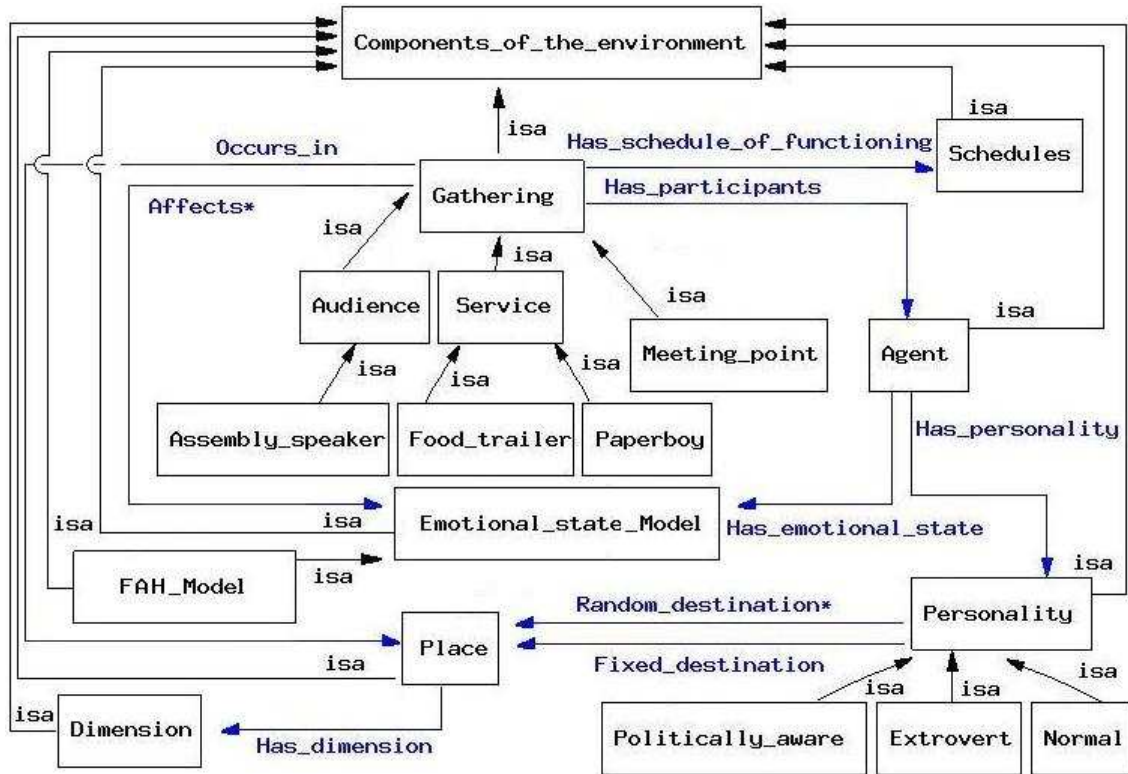 Components_of_the_environment
isa
Occurs_in
Has_schedule_of_functioning
isa
Schedules
Gathering
Has_participants
Affects*
isa
isa
isa
Audience
Service
isa
Meeting_point
Agent
isa
isa
isa
Assembly_speaker
Food_trailer
Paperboy
Has_personality
isa
isa
Emotional_state_Model
Has_emotional_state
FAH_Model
isa
isa
Random_destination*
Personality
Place
isa
Fixed_destination
isa
isa
isa
isa
Dimension
Has_dimension
Politically_aware
Extrovert
Normal